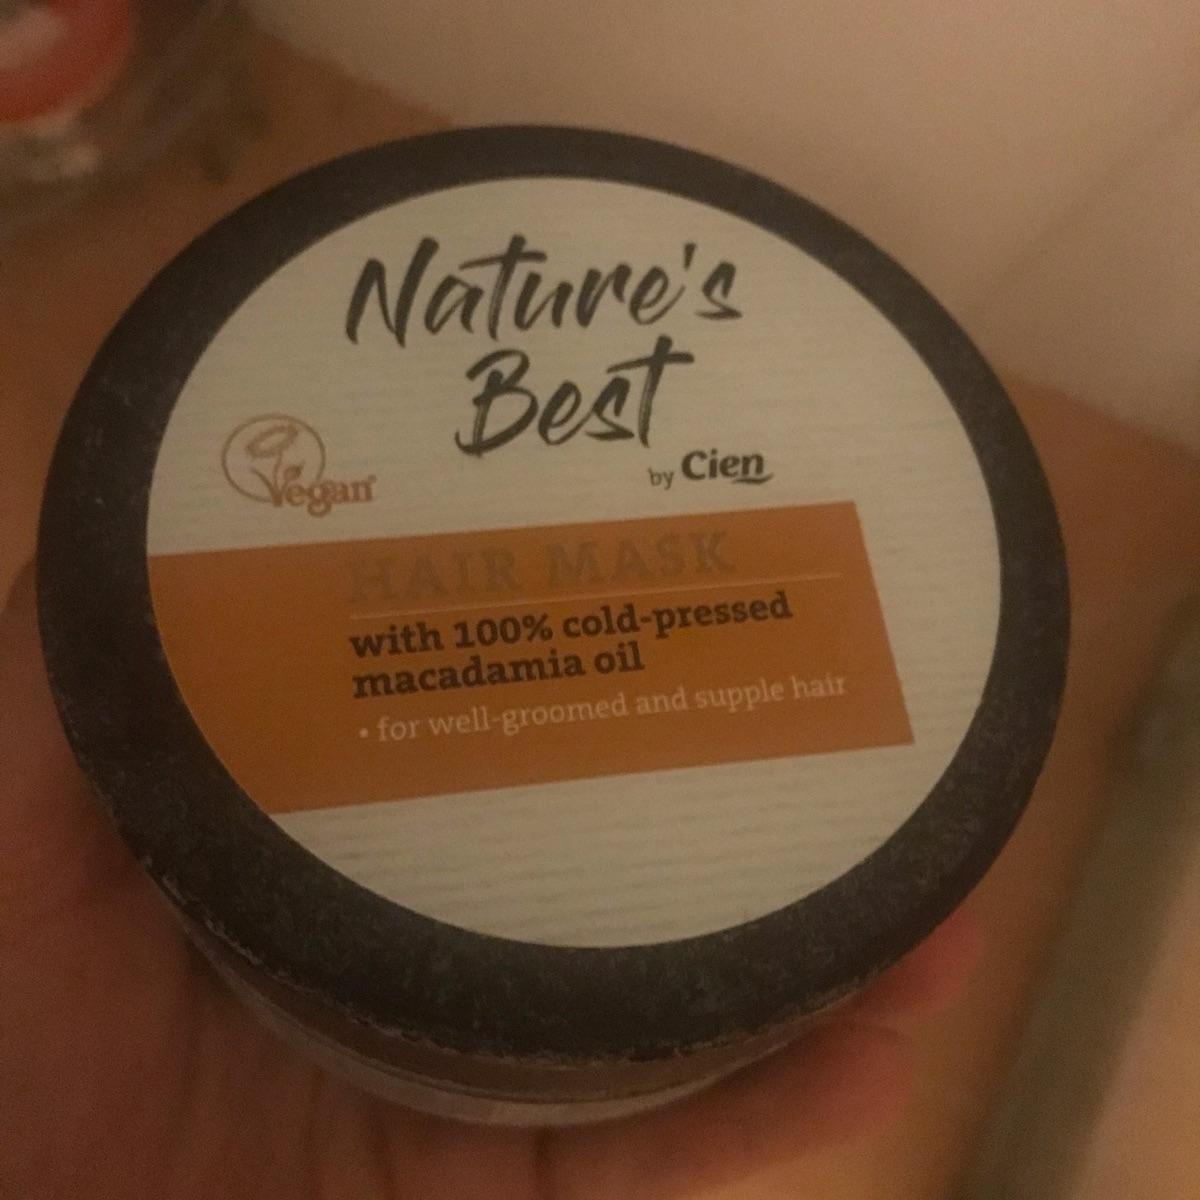 Nature's
Best
by Cien
Vegan
HAIR MASK
with 100% cold-pressed
macadamia oil
• for well-groomed and supple hair